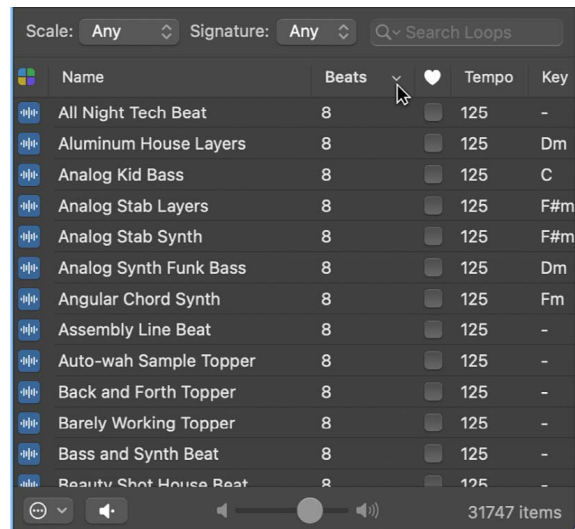 Scale: Any Signature: Any Search Loops
Name Beats Tempo Key
All Night Tech Beat 8 125 -
Aluminum House Layers 8 125 Dm
Analog Kid Bass 8 125 C
Analog Stab Layers 8 125 F#m
Analog Stab Synth 8 125 F#m
Analog Synth Funk Bass 8 125 Dm
Angular Chord Synth 8 125 Fm
Assembly Line Beat 8 125 -
Auto-wah Sample Topper 8 125 -
Back and Forth Topper 8 125 -
Barely Working Topper 8 125 -
Bass and Synth Beat 8 125 -
Beauty Shot House Beat 8 125 -
31747 items